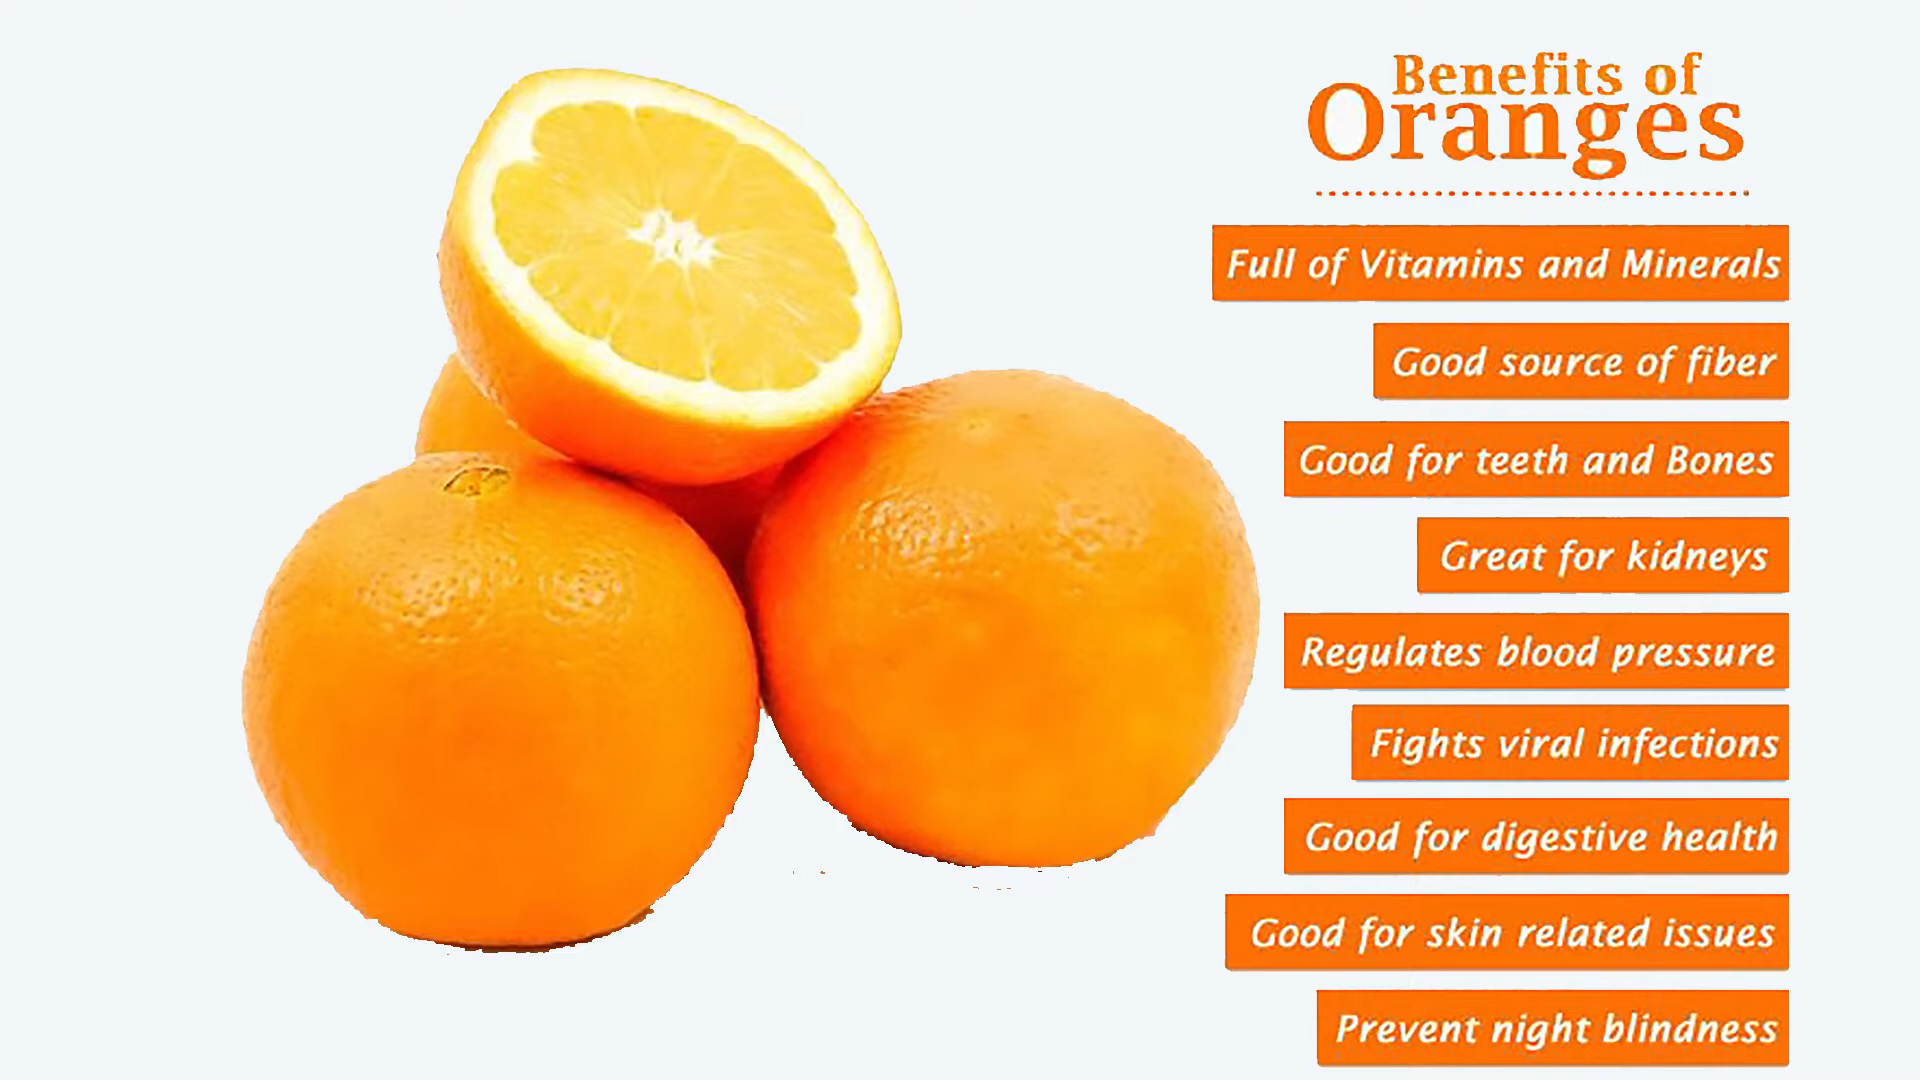 Benefits of
Oranges
Full of Vitamins and Minerals
Good source of fiber
Good for teeth and Bones
Great for kidneys
Regulates blood pressure
Fights viral infections
Good for digestive health
Good for skin related issues
Prevent night blindness